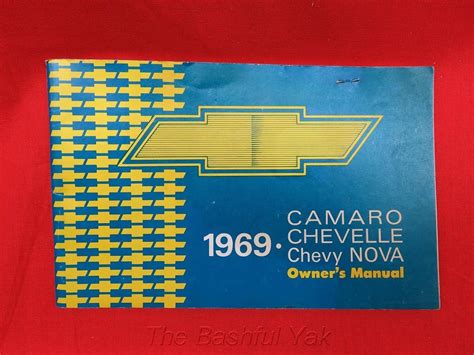 1969. CAMARO
CHEVELLE
Chevy NOVA
Owner's Manual
The Bashful Yak